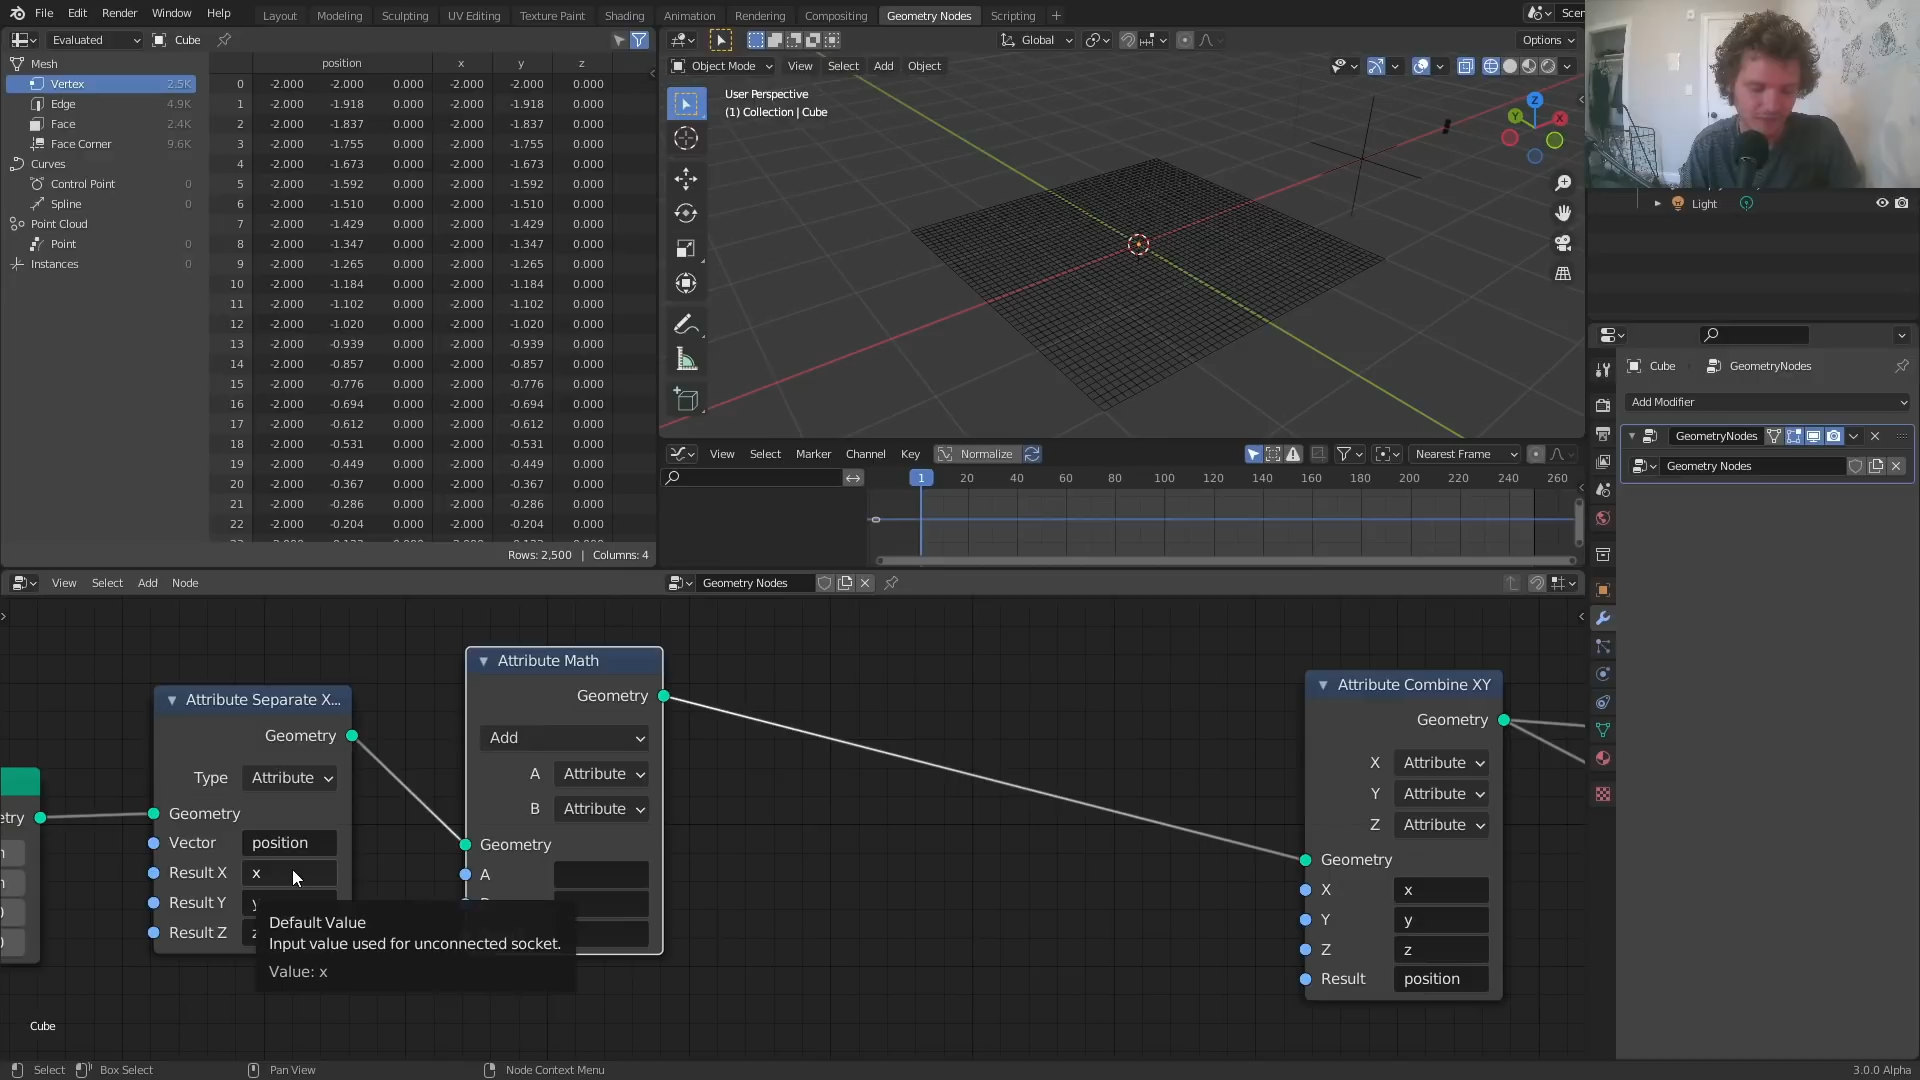 File Edit Render Window Help Layout Modeling Sculpting UV Editing Texture Paint Shading Animation Rendering Compositing Geometry Nodes Scripting + Scen
Evaluated Cube Global Options
Object Mode View Select Add Object
User Perspective
(1) Collection | Cube
Mesh
Vertex 2.5K
Edge 4.9K
Face 2.4K
Face Corner 9.6K
Curves
Control Point 0
Spline 0
Point Cloud
Point 0
Instances 0
position x y z
0 -2.000 -2.000 0.000 -2.000 -2.000 0.000
1 -2.000 -1.918 0.000 -2.000 -1.918 0.000
2 -2.000 -1.837 0.000 -2.000 -1.837 0.000
3 -2.000 -1.755 0.000 -2.000 -1.755 0.000
4 -2.000 -1.673 0.000 -2.000 -1.673 0.000
5 -2.000 -1.592 0.000 -2.000 -1.592 0.000
6 -2.000 -1.510 0.000 -2.000 -1.510 0.000
7 -2.000 -1.429 0.000 -2.000 -1.429 0.000
8 -2.000 -1.347 0.000 -2.000 -1.347 0.000
9 -2.000 -1.265 0.000 -2.000 -1.265 0.000
10 -2.000 -1.184 0.000 -2.000 -1.184 0.000
11 -2.000 -1.102 0.000 -2.000 -1.102 0.000
12 -2.000 -1.020 0.000 -2.000 -1.020 0.000
13 -2.000 -0.939 0.000 -2.000 -0.939 0.000
14 -2.000 -0.857 0.000 -2.000 -0.857 0.000
15 -2.000 -0.776 0.000 -2.000 -0.776 0.000
16 -2.000 -0.694 0.000 -2.000 -0.694 0.000
17 -2.000 -0.612 0.000 -2.000 -0.612 0.000
18 -2.000 -0.531 0.000 -2.000 -0.531 0.000
19 -2.000 -0.449 0.000 -2.000 -0.449 0.000
20 -2.000 -0.367 0.000 -2.000 -0.367 0.000
21 -2.000 -0.286 0.000 -2.000 -0.286 0.000
22 -2.000 -0.204 0.000 -2.000 -0.204 0.000
Rows: 2,500 | Columns: 4
Z
Y
X
Light
Cube GeometryNodes
Add Modifier
GeometryNodes
Geometry Nodes
View Select Marker Channel Key Normalize Nearest Frame
1 20 40 60 80 100 120 140 160 180 200 220 240 260
View Select Add Node Geometry Nodes
etry
Attribute Separate X...
Geometry
Type Attribute
Geometry
Vector position
Result X x
Result Y y
Result Z z
Default Value
Input value used for unconnected socket.
Value: x
Attribute Math
Geometry
Add
A Attribute
B Attribute
Geometry
A
Attribute Combine XY
Geometry
X Attribute
Y Attribute
Z Attribute
Geometry
X x
Y y
Z z
Result position
Cube
Select Box Select Pan View Node Context Menu 3.0.0 Alpha